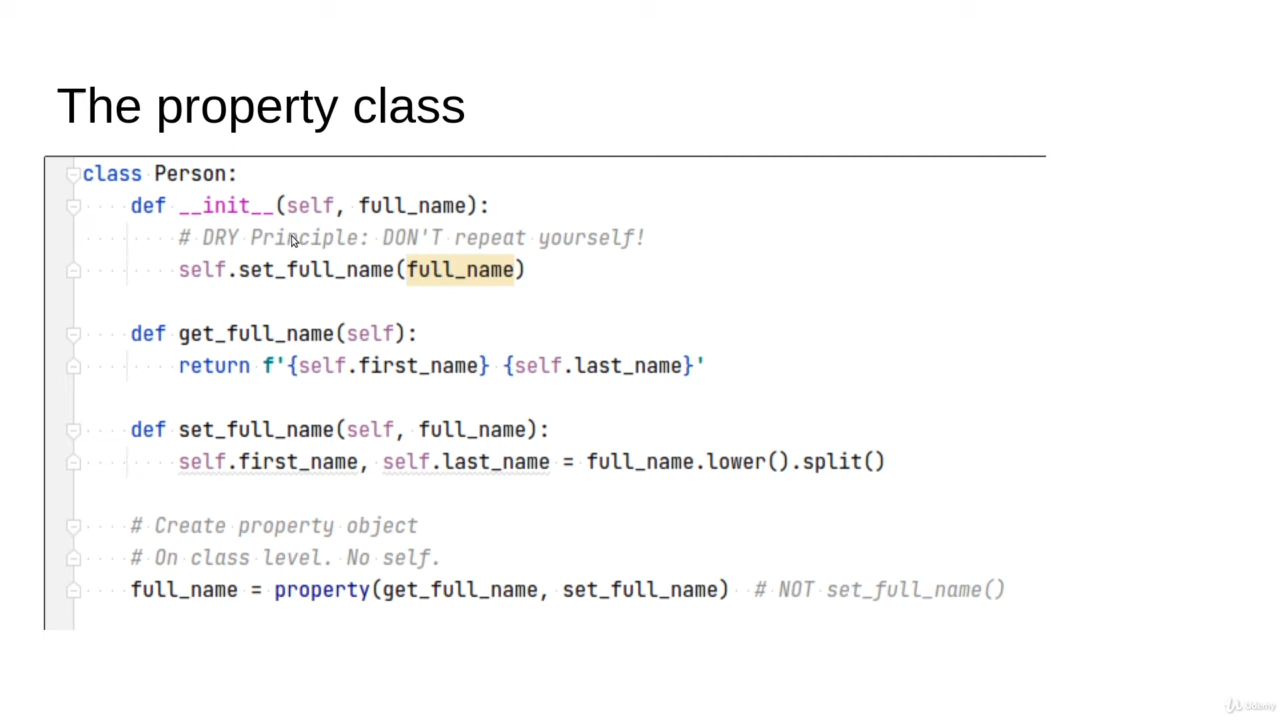 The property class
class Person:
def __init__(self, full_name):
# DRY Principle: DON'T repeat yourself!
self.set_full_name(full_name)
def get_full_name(self):
return f'{self.first_name} {self.last_name}'
def set_full_name(self, full_name):
self.first_name, self.last_name = full_name.lower().split()
# Create property object
# On class level. No self.
full_name = property(get_full_name, set_full_name) # NOT set_full_name()
Udemy